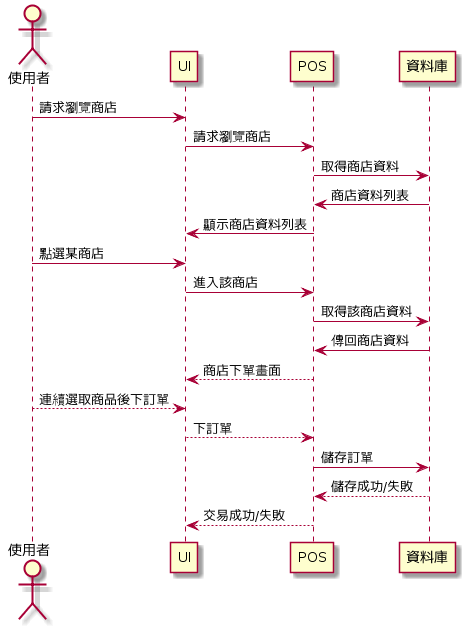 使用者
UI
POS
資料庫
請求瀏覽商店
請求瀏覽商店
取得商店資料
商店資料列表
顯示商店資料列表
點選某商店
進入該商店
取得該商店資料
傳回商店資料
商店下單畫面
連續選取商品後下訂單
下訂單
儲存訂單
儲存成功/失敗
交易成功/失敗
使用者
UI
POS
資料庫